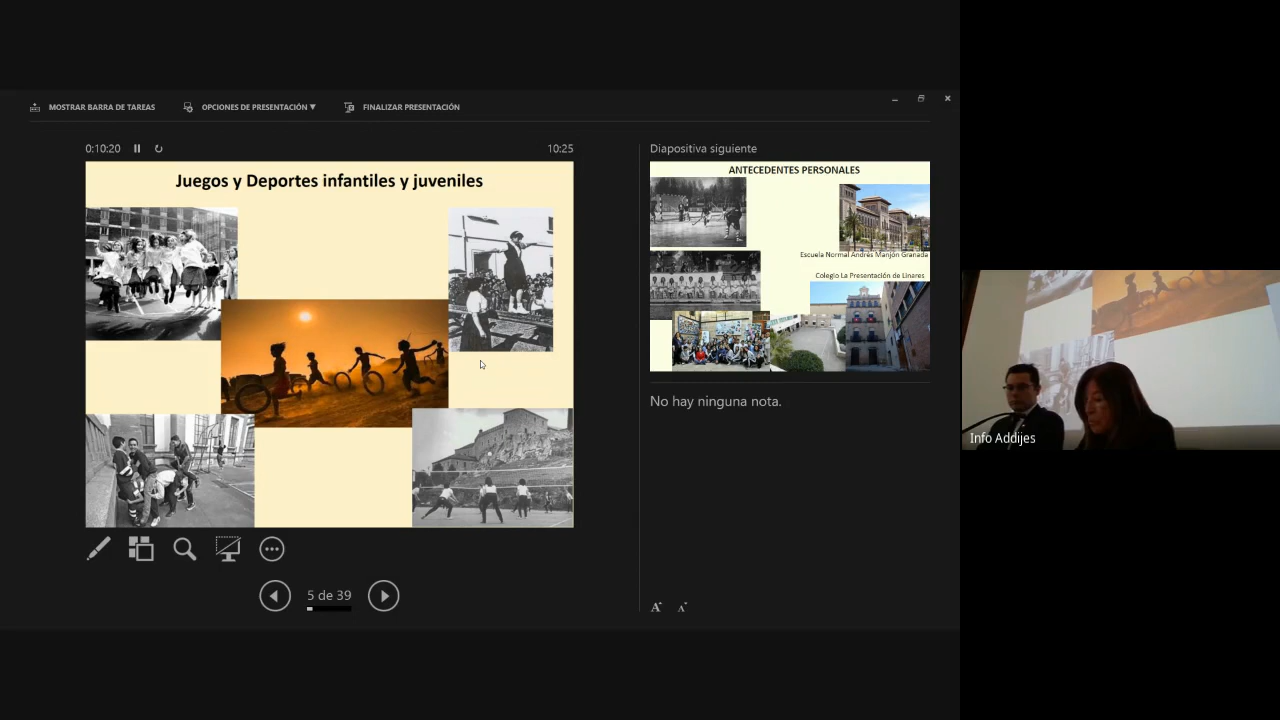 MOSTRAR BARRA DE TAREAS
OPCIONES DE PRESENTACIÓN ▼
FINALIZAR PRESENTACIÓN
0:10:20
10:25
Juegos y Deportes infantiles y juveniles
5 de 39
Diapositiva siguiente
ANTECEDENTES PERSONALES
Escuela Normal Andrés Manjón Granada
Colegio La Presentación de Linares
No hay ninguna nota.
A A
Info Addijes